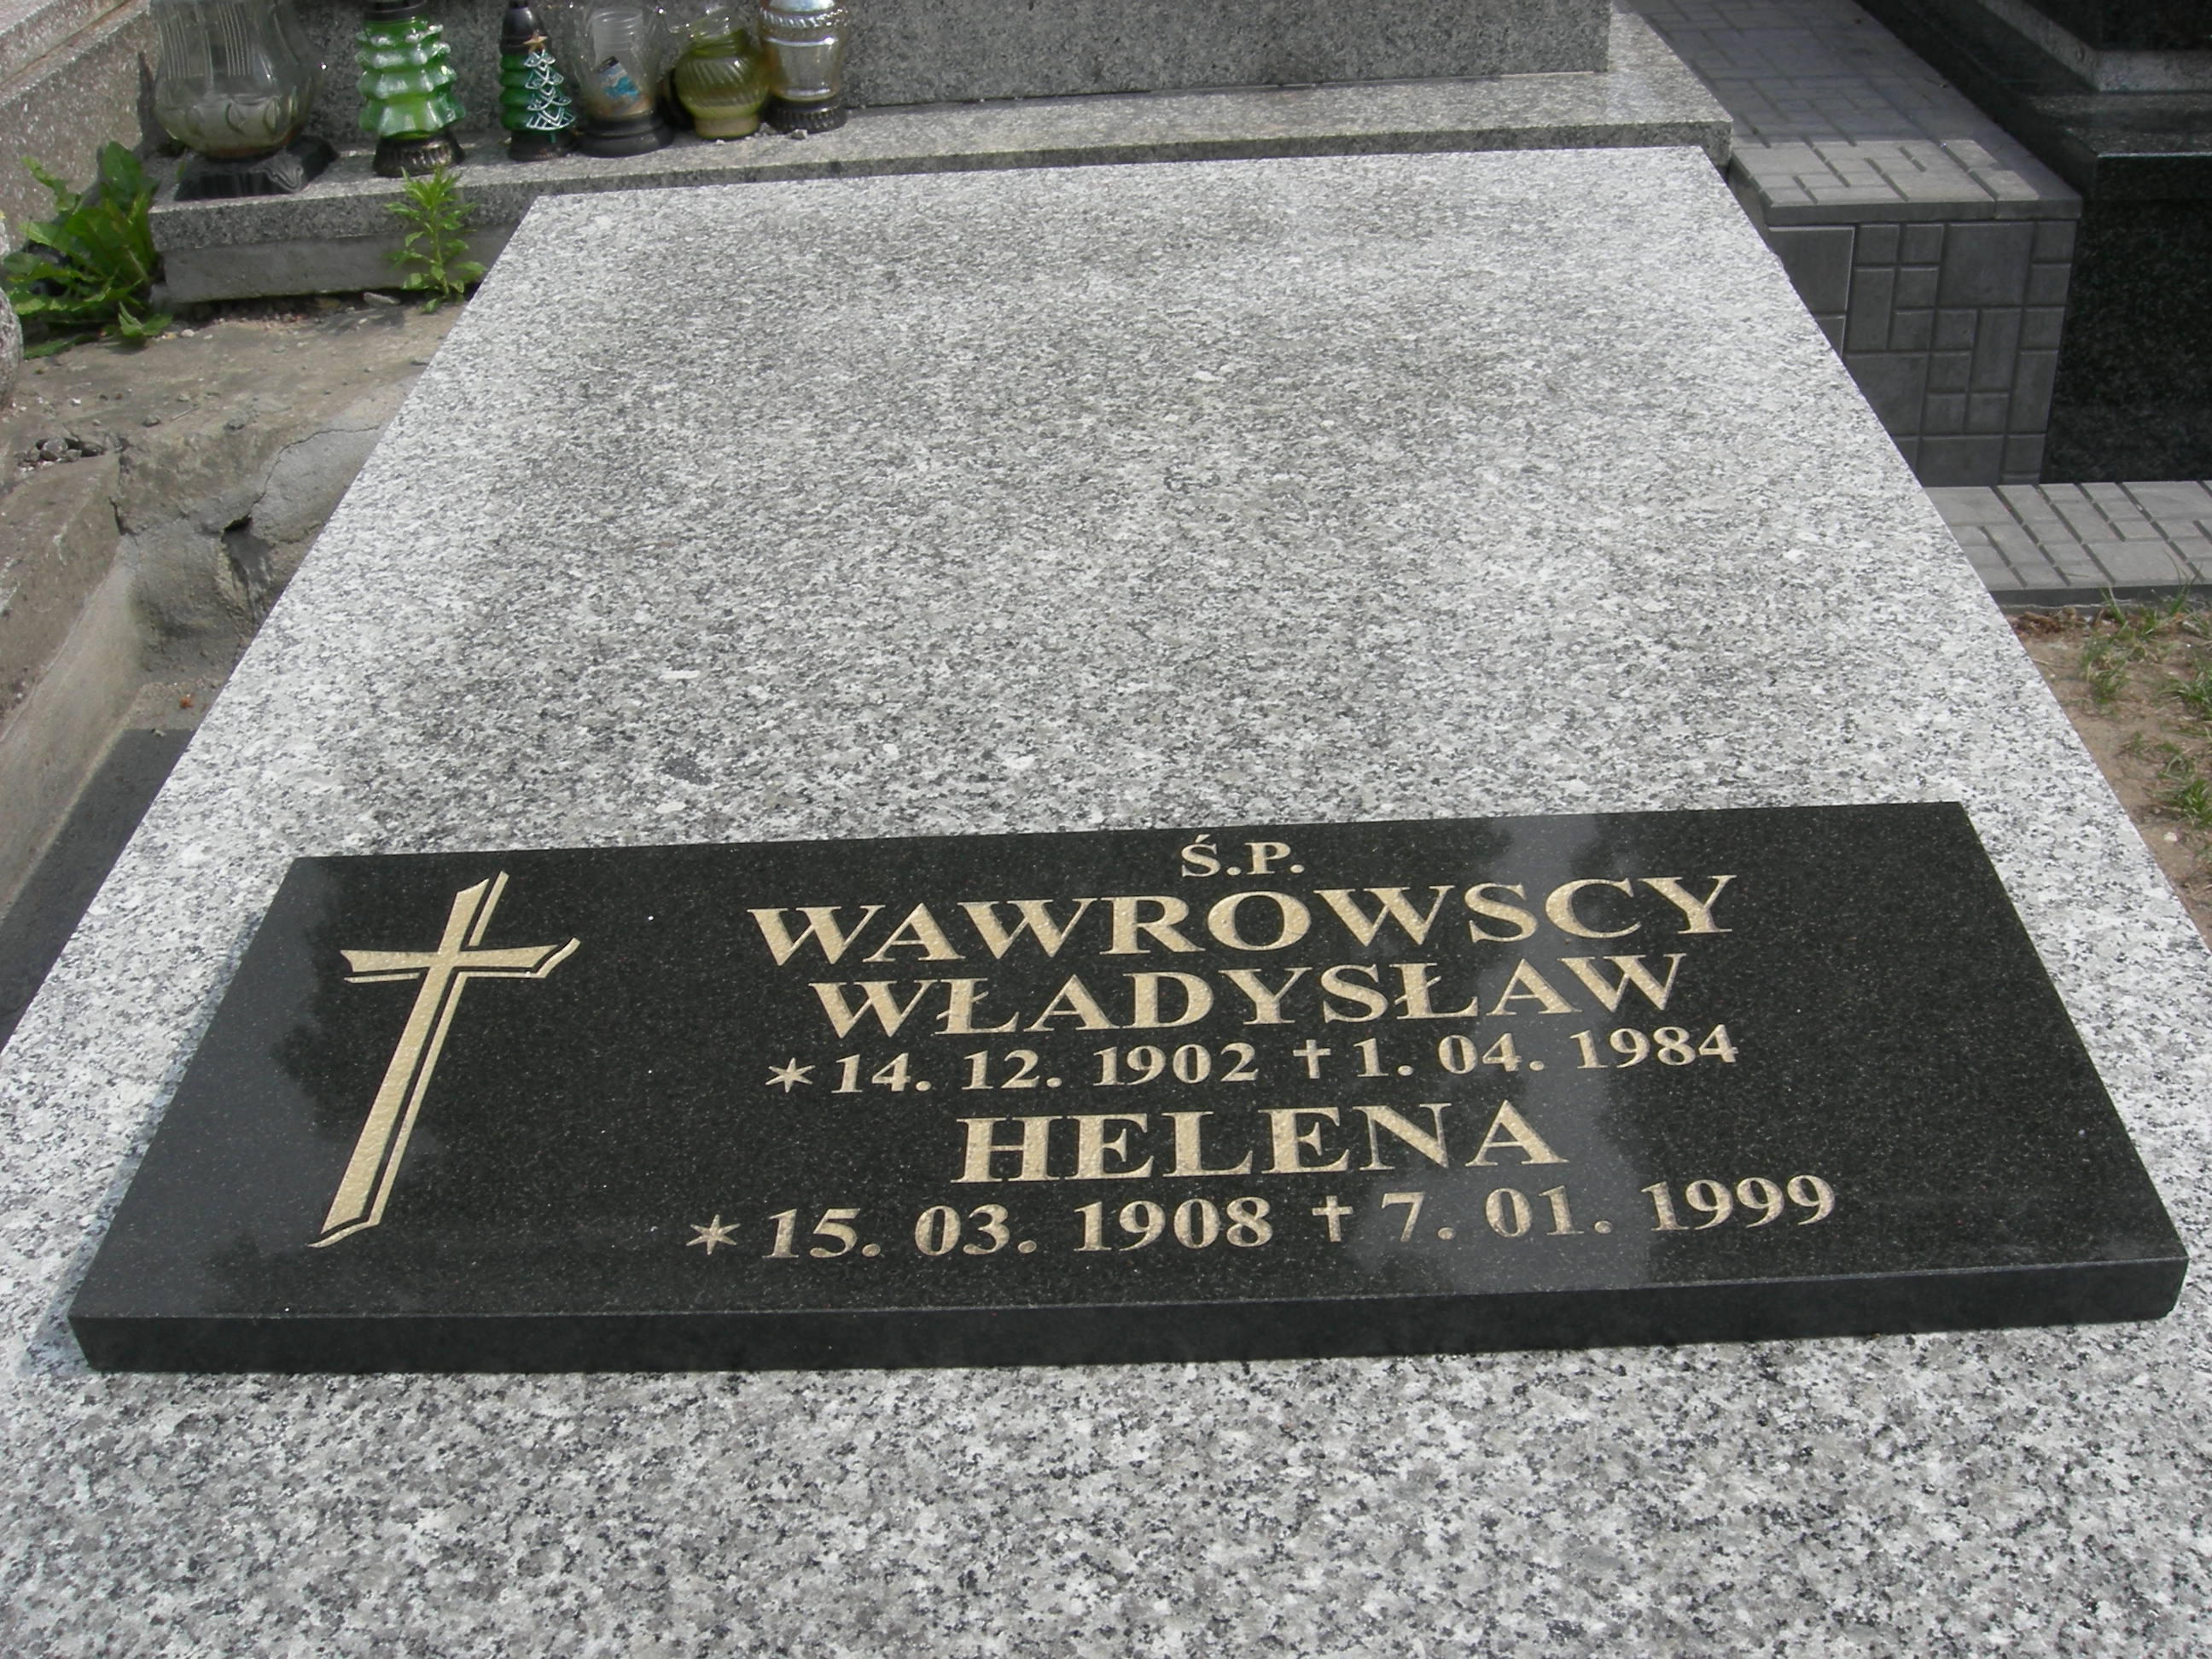 Ś.P.
WAWROWSCY
WŁADYSŁAW
*14. 12. 1902 †1. 04. 1984
HELENA
*15. 03. 1908 †7. 01. 1999